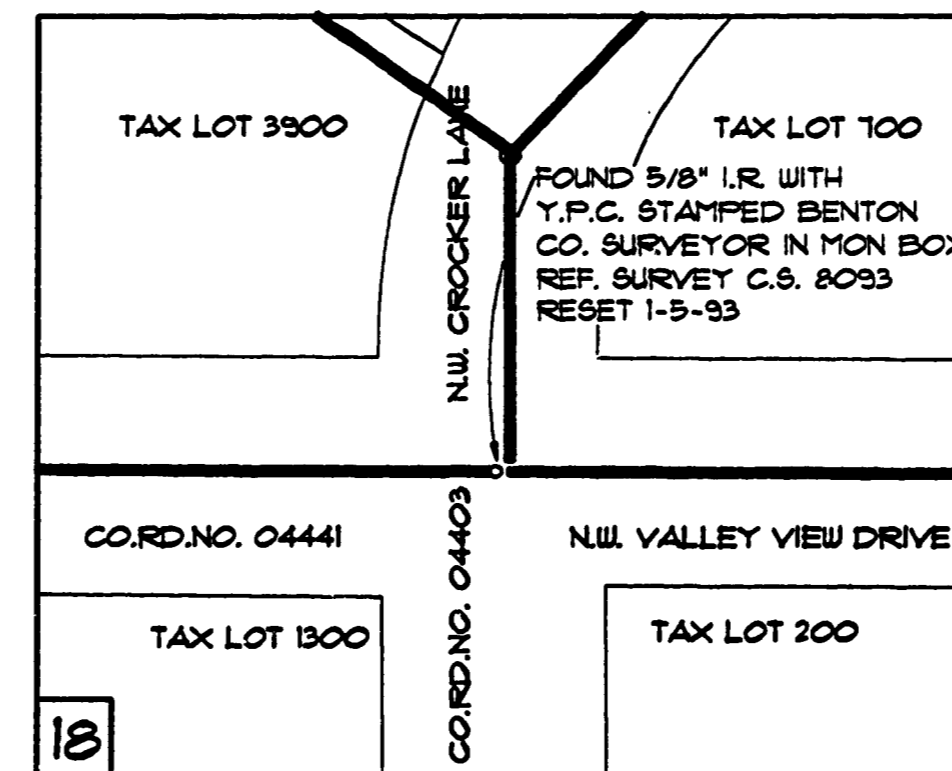 TAX LOT 3900
TAX LOT 700
N.W. CROCKER LANE
FOUND 5/8" I.R. WITH
Y.P.C. STAMPED BENTON
CO. SURVEYOR IN MON BOX
REF. SURVEY C.S. 8093
RESET 1-5-93
CO.RD.NO. 04441
CO.RD.NO. 04403
N.W. VALLEY VIEW DRIVE
TAX LOT 1300
TAX LOT 200
18